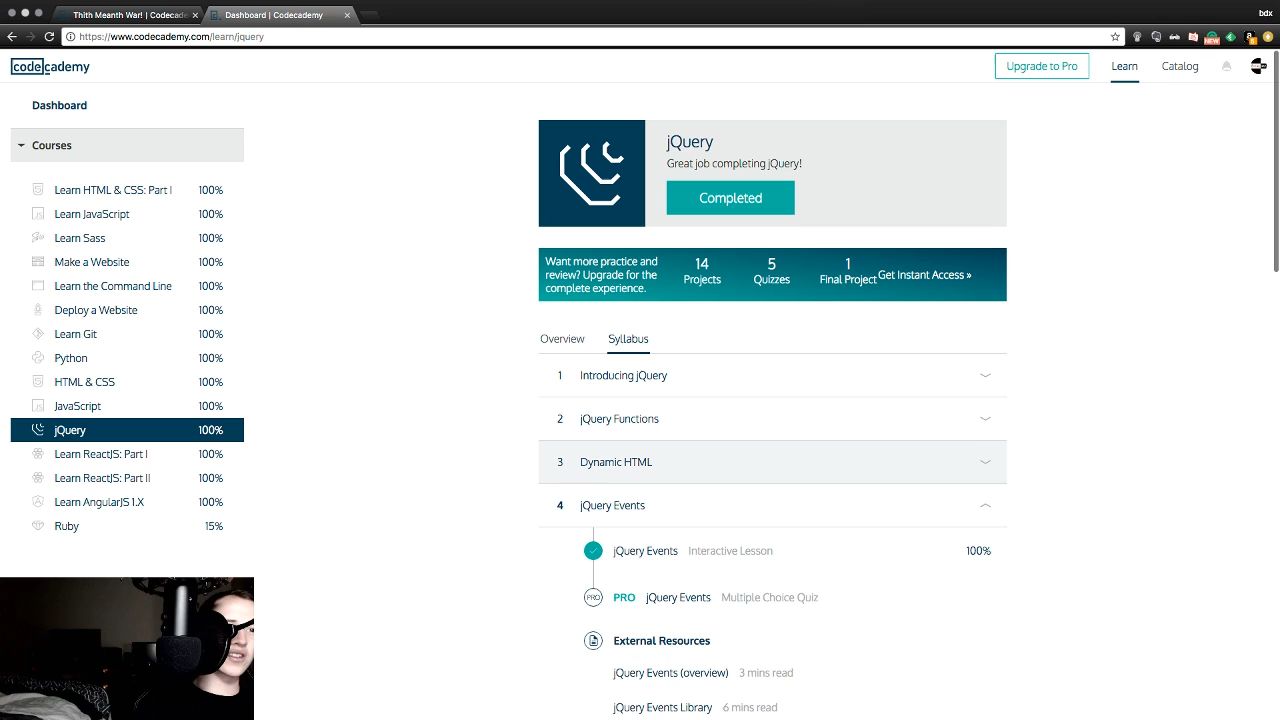 Thith Meanth War! | Codecade
Dashboard | Codecademy
bdx
https://www.codecademy.com/learn/jquery
NEW
6
codecademy
Upgrade to Pro
Learn
Catalog
Dashboard
Courses
Learn HTML & CSS: Part I 100%
Learn JavaScript 100%
Learn Sass 100%
Make a Website 100%
Learn the Command Line 100%
Deploy a Website 100%
Learn Git 100%
Python 100%
HTML & CSS 100%
JavaScript 100%
jQuery 100%
Learn ReactJS: Part I 100%
Learn ReactJS: Part II 100%
Learn AngularJS 1.X 100%
Ruby 15%
jQuery
Great job completing jQuery!
Completed
Want more practice and
review? Upgrade for the
complete experience.
14
Projects
5
Quizzes
1
Final Project
Get Instant Access »
Overview
Syllabus
1 Introducing jQuery
2 jQuery Functions
3 Dynamic HTML
4 jQuery Events
jQuery Events Interactive Lesson 100%
PRO PRO jQuery Events Multiple Choice Quiz
External Resources
jQuery Events (overview) 3 mins read
jQuery Events Library 6 mins read